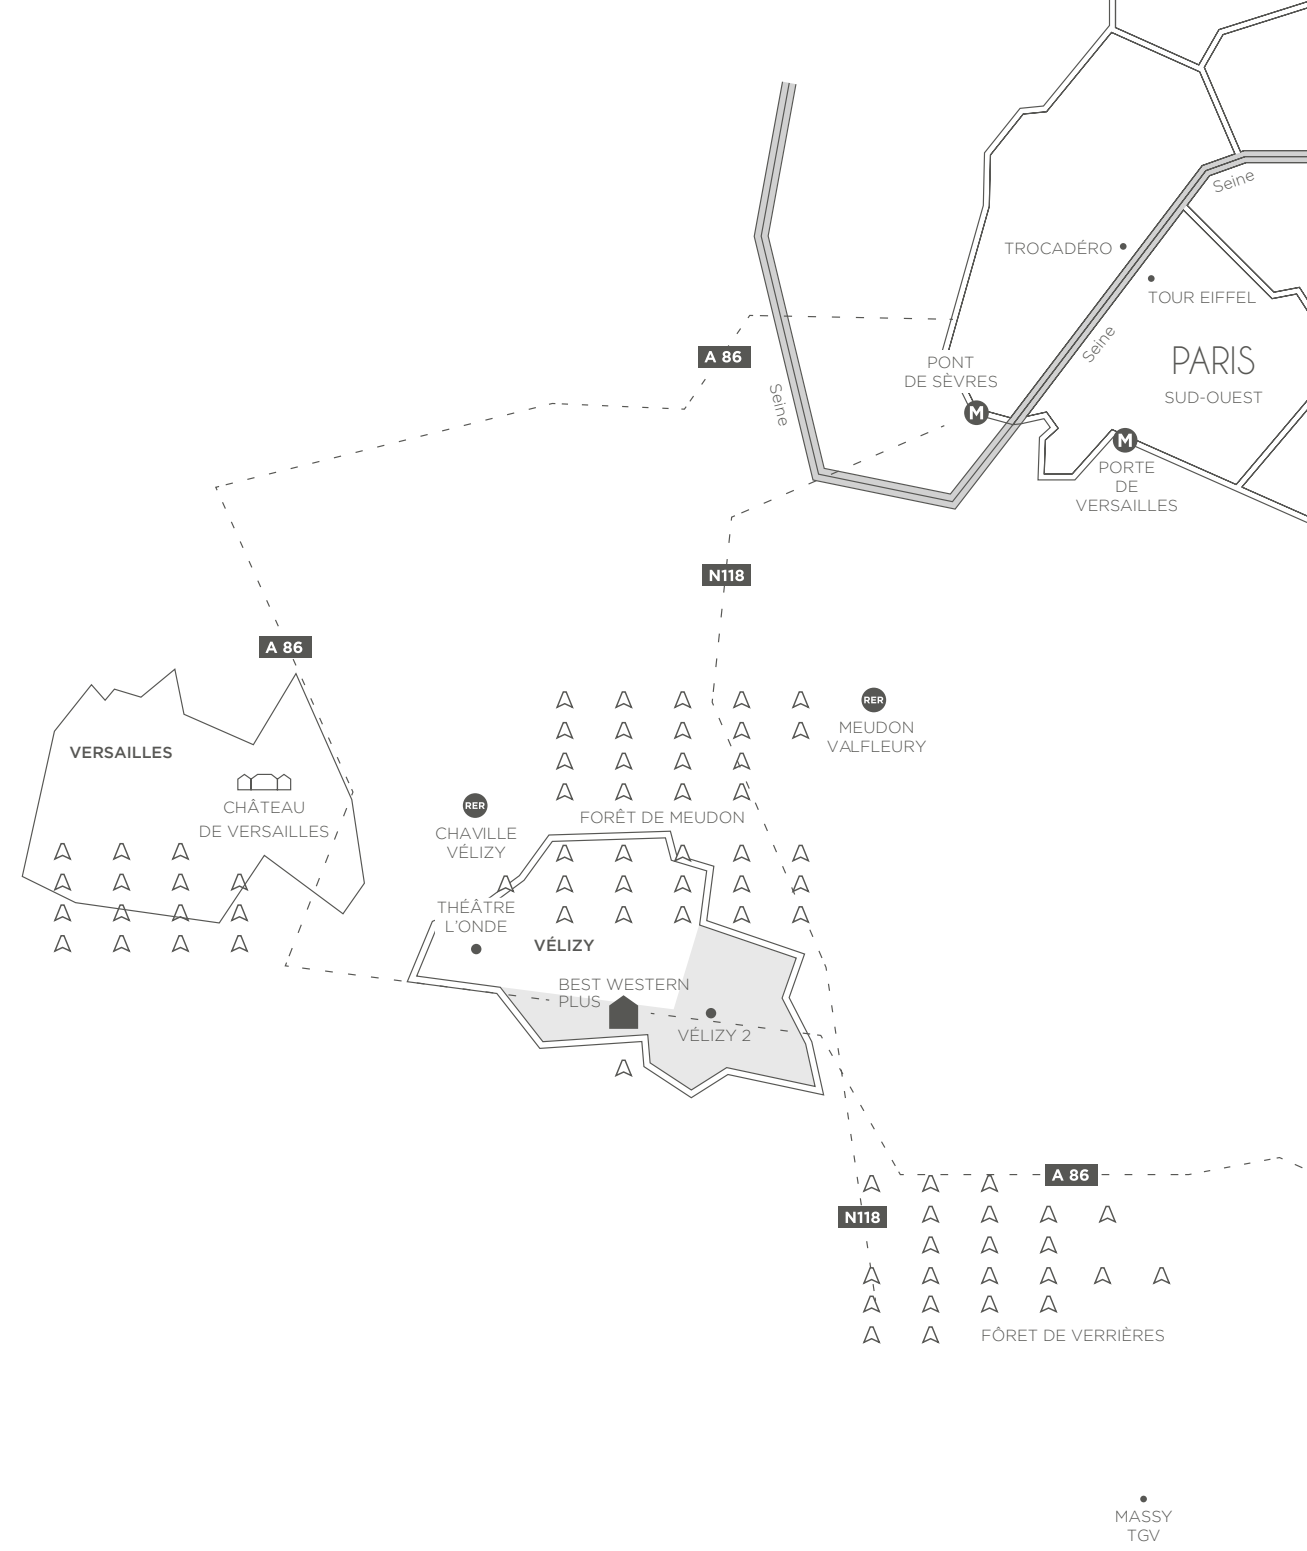 Seine
TROCADÉRO
TOUR EIFFEL
Seine
A 86
PONT
DE SÈVRES
PARIS
SUD-OUEST
Seine
M
M
PORTE
DE
VERSAILLES
N118
A 86
RER
MEUDON
VALFLEURY
VERSAILLES
CHÂTEAU
DE VERSAILLES
RER
CHAVILLE
VÉLIZY
FORÊT DE MEUDON
THÉÂTRE
L'ONDE
VÉLIZY
BEST WESTERN
PLUS
VÉLIZY 2
A 86
N118
FÔRET DE VERRIÈRES
MASSY
TGV